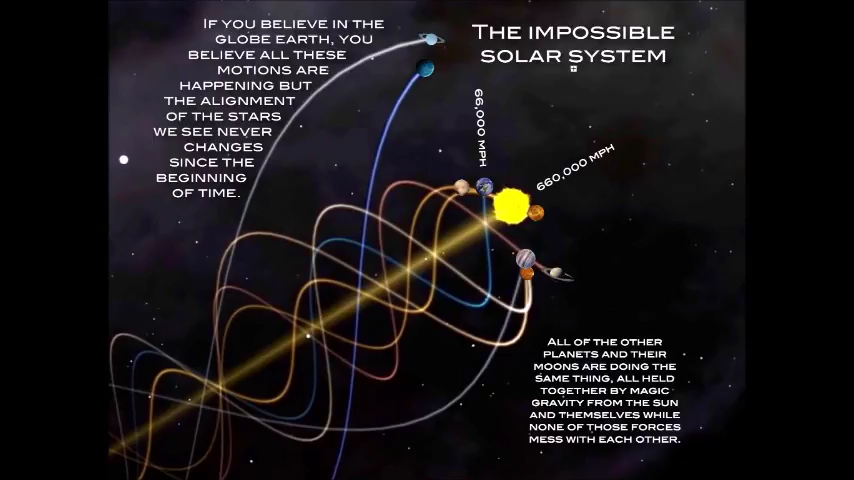 IF YOU BELIEVE IN THE
GLOBE EARTH, YOU
BELIEVE ALL THESE
MOTIONS ARE
HAPPENING BUT
THE ALIGNMENT
OF THE STARS
WE SEE NEVER
CHANGES
SINCE THE
BEGINNING
OF TIME.
THE IMPOSSIBLE
SOLAR SYSTEM
66,000 MPH
660,000 MPH
ALL OF THE OTHER
PLANETS AND THEIR
MOONS ARE DOING THE
SAME THING, ALL HELD
TOGETHER BY MAGIC
GRAVITY FROM THE SUN
AND THEMSELVES WHILE
NONE OF THOSE FORCES
MESS WITH EACH OTHER.